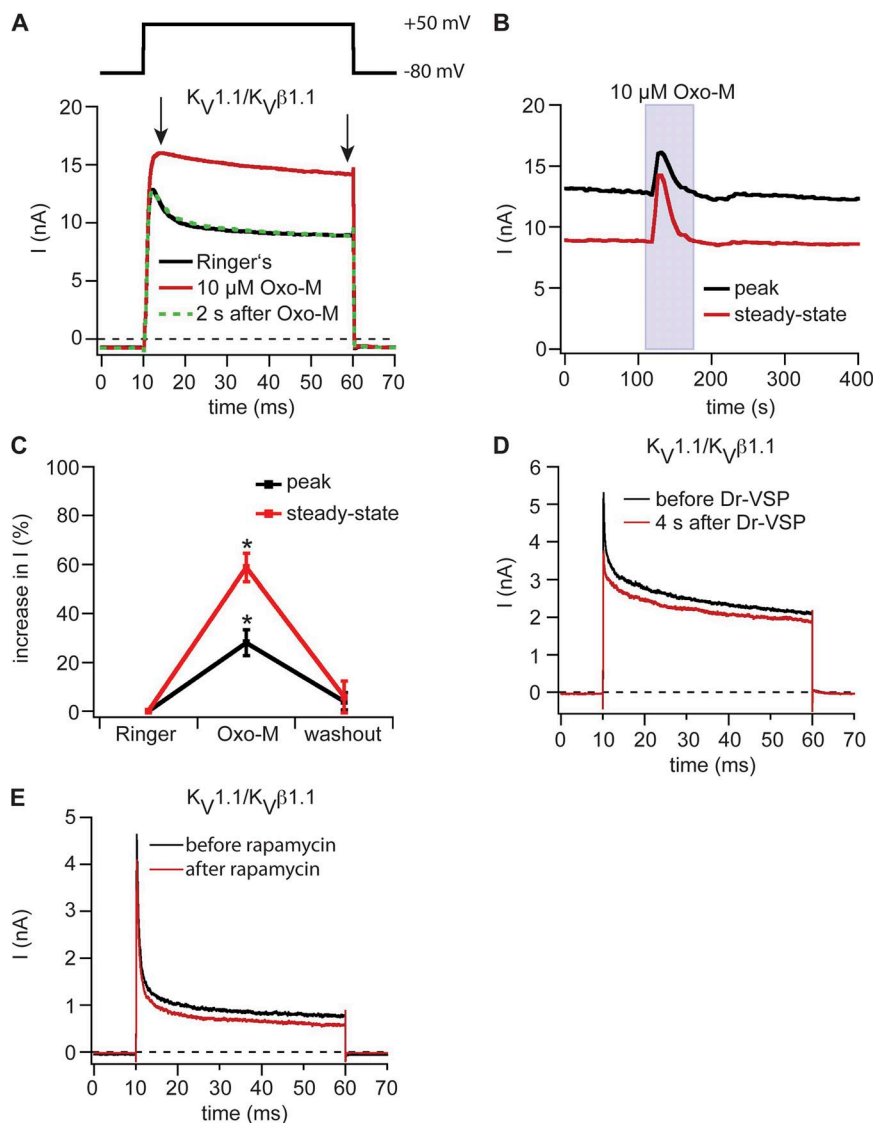 A
+50 mV
-80 mV
KV1.1/KVβ1.1
20
15
10
5
0
I (nA)
Ringer‘s
10 µM Oxo-M
2 s after Oxo-M
0 10 20 30 40 50 60 70
time (ms)
B
10 µM Oxo-M
20
15
10
5
0
I (nA)
peak
steady-state
0 100 200 300 400
time (s)
C
100
80
60
40
20
0
increase in I (%)
peak
steady-state
*
*
Ringer Oxo-M washout
D
KV1.1/KVβ1.1
6
5
4
3
2
1
0
I (nA)
before Dr-VSP
4 s after Dr-VSP
0 10 20 30 40 50 60 70
time (ms)
E
KV1.1/KVβ1.1
5
4
3
2
1
0
I (nA)
before rapamycin
after rapamycin
0 10 20 30 40 50 60 70
time (ms)